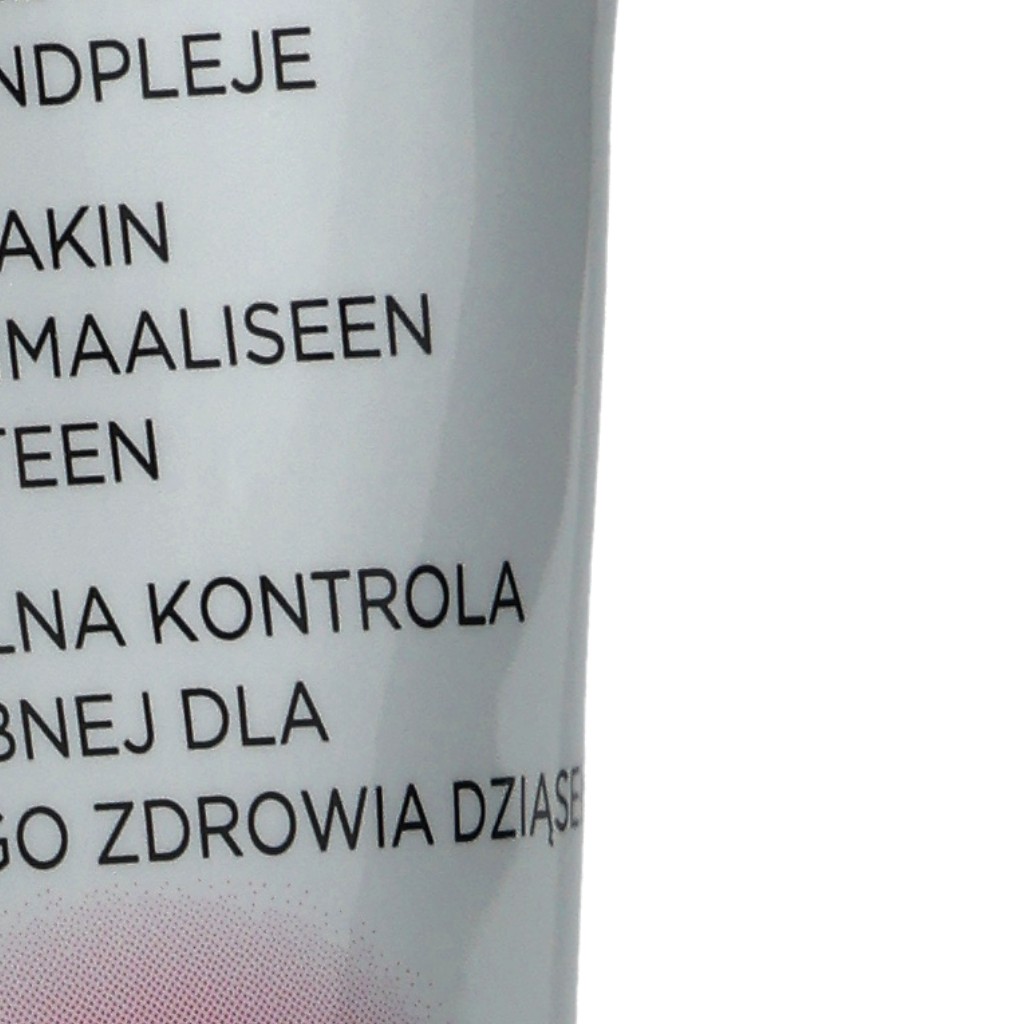 NDPLEJE
AKIN
MAALISEEN
TEEN
LNA KONTROLA
BNEJ DLA
GO ZDROWIA DZIĄSE